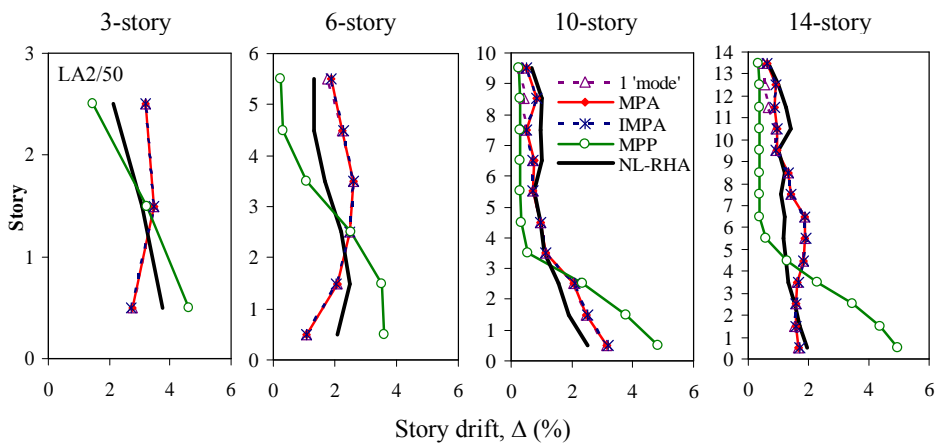 3-story
6-story
10-story
14-story
3
2
1
0
0 2 4 6
LA2/50
Story
6
5
4
3
2
1
0
0 2 4 6
10
9
8
7
6
5
4
3
2
1
0
0 2 4 6
1 'mode'
MPA
IMPA
MPP
NL-RHA
14
13
12
11
10
9
8
7
6
5
4
3
2
1
0
0 2 4 6
Story drift, Δ (%)